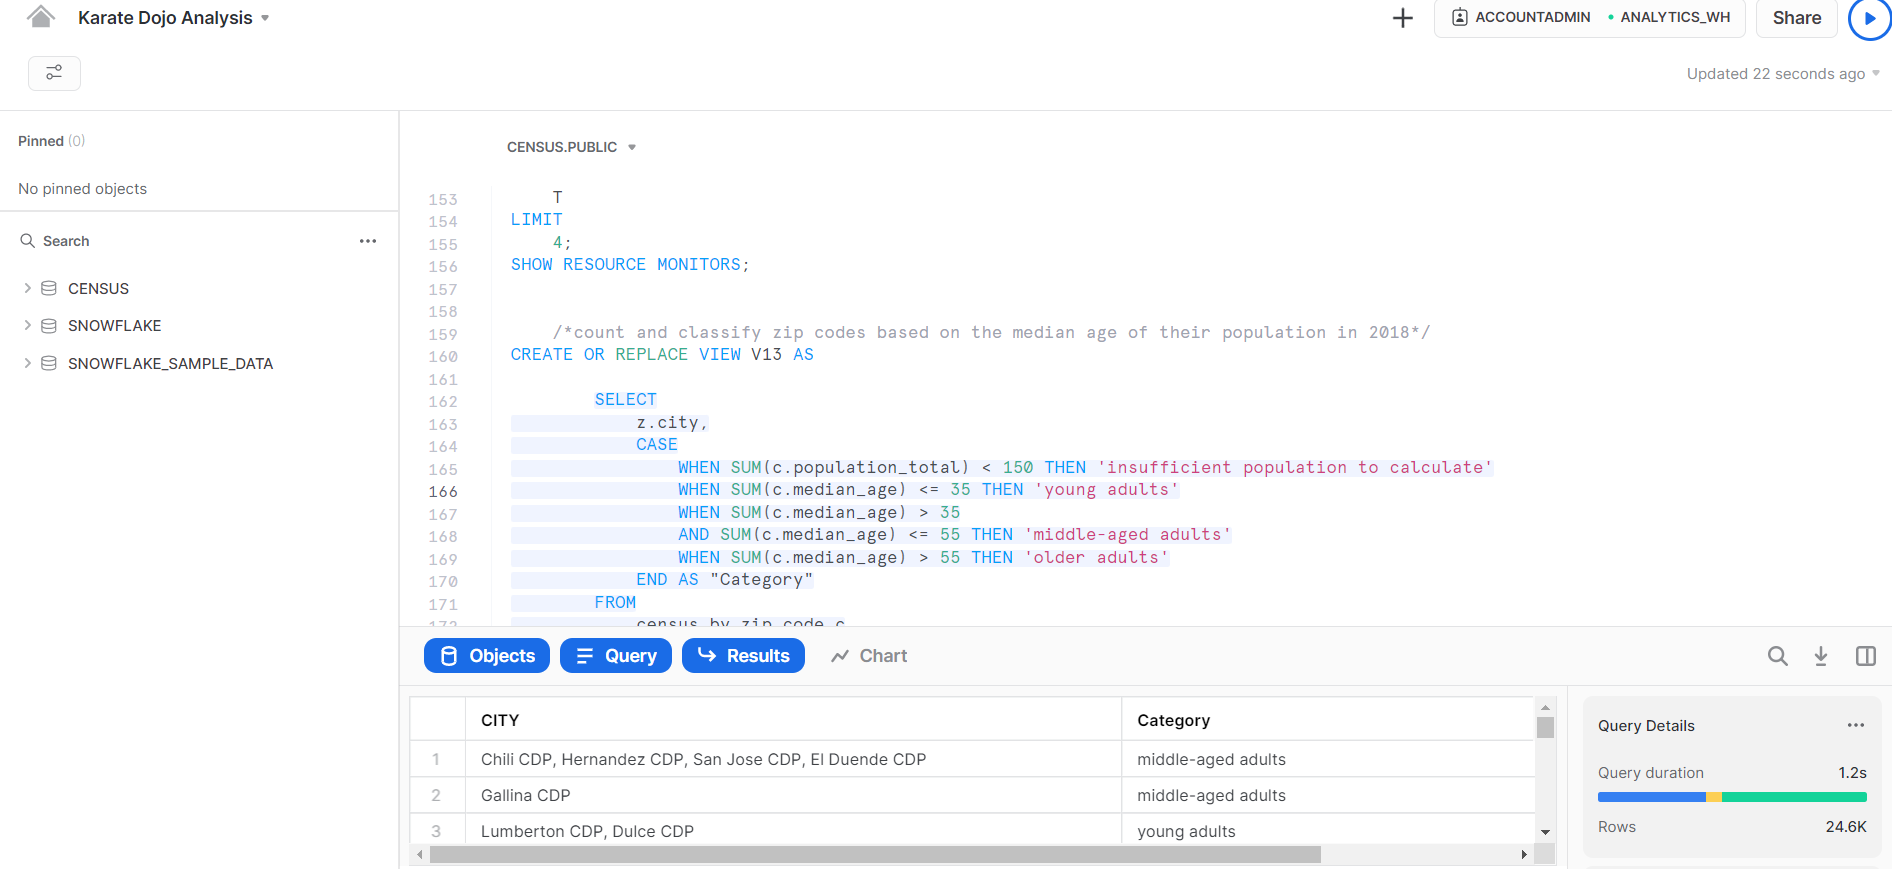 Karate Dojo Analysis
ACCOUNTADMIN
ANALYTICS_WH
Share
Updated 22 seconds ago
Pinned (0)
No pinned objects
Search
CENSUS
SNOWFLAKE
SNOWFLAKE_SAMPLE_DATA
CENSUS.PUBLIC
153 T
154 LIMIT
155 4;
156 SHOW RESOURCE MONITORS;
157
158
159 /*count and classify zip codes based on the median age of their population in 2018*/
160 CREATE OR REPLACE VIEW V13 AS
161
162 SELECT
163 z.city,
164 CASE
165 WHEN SUM(c.population_total) < 150 THEN 'insufficient population to calculate'
166 WHEN SUM(c.median_age) <= 35 THEN 'young adults'
167 WHEN SUM(c.median_age) > 35
168 AND SUM(c.median_age) <= 55 THEN 'middle-aged adults'
169 WHEN SUM(c.median_age) > 55 THEN 'older adults'
170 END AS "Category"
171 FROM
172 census_by_zip_code c
Objects
Query
Results
Chart
CITY Category
1 Chili CDP, Hernandez CDP, San Jose CDP, El Duende CDP middle-aged adults
2 Gallina CDP middle-aged adults
3 Lumberton CDP, Dulce CDP young adults
Query Details
Query duration 1.2s
Rows 24.6K